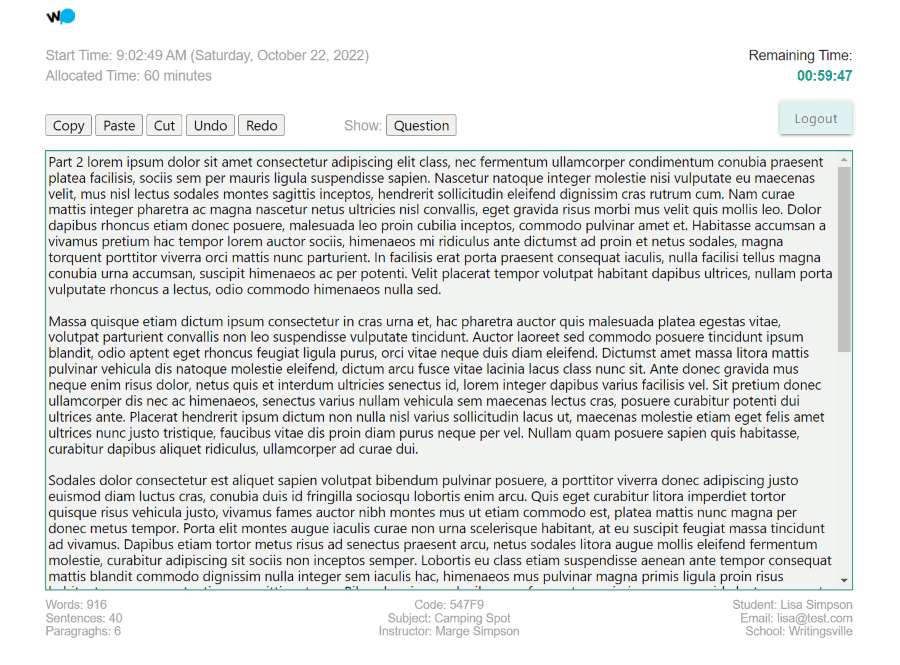 wp
Start Time: 9:02:49 AM (Saturday, October 22, 2022)
Allocated Time: 60 minutes
Remaining Time:
00:59:47
Copy Paste Cut Undo Redo Show: Question Logout
Part 2 lorem ipsum dolor sit amet consectetur adipiscing elit class, nec fermentum ullamcorper condimentum conubia praesent
platea facilisis, sociis sem per mauris ligula suspendisse sapien. Nascetur natoque integer molestie nisi vulputate eu maecenas
velit, mus nisl lectus sodales montes sagittis inceptos, hendrerit sollicitudin eleifend dignissim cras rutrum cum. Nam curae
mattis integer pharetra ac magna nascetur netus ultricies nisl convallis, eget gravida risus morbi mus velit quis mollis leo. Dolor
dapibus rhoncus etiam donec posuere, malesuada leo proin cubilia inceptos, commodo pulvinar amet et. Habitasse accumsan a
vivamus pretium hac tempor lorem auctor sociis, himenaeos mi ridiculus ante dictumst ad proin et netus sodales, magna
torquent porttitor viverra orci mattis nunc parturient. In facilisis erat porta praesent consequat iaculis, nulla facilisi tellus magna
conubia urna accumsan, suscipit himenaeos ac per potenti. Velit placerat tempor volutpat habitant dapibus ultrices, nullam porta
vulputate rhoncus a lectus, odio commodo himenaeos nulla sed.
Massa quisque etiam dictum ipsum consectetur in cras urna et, hac pharetra auctor quis malesuada platea egestas vitae,
volutpat parturient convallis non leo suspendisse vulputate tincidunt. Auctor laoreet sed commodo posuere tincidunt ipsum
blandit, odio aptent eget rhoncus feugiat ligula purus, orci vitae neque duis diam eleifend. Dictumst amet massa litora mattis
pulvinar vehicula dis natoque molestie eleifend, dictum arcu fusce vitae lacinia lacus class nunc sit. Ante donec gravida mus
neque enim risus dolor, netus quis et interdum ultricies senectus id, lorem integer dapibus varius facilisis vel. Sit pretium donec
ullamcorper dis nec ac himenaeos, senectus varius nullam vehicula sem maecenas lectus cras, posuere curabitur potenti dui
ultrices ante. Placerat hendrerit ipsum dictum non nulla nisl varius sollicitudin lacus ut, maecenas molestie etiam eget felis amet
ultrices nunc justo tristique, faucibus vitae dis proin diam purus neque per vel. Nullam quam posuere sapien quis habitasse,
curabitur dapibus aliquet ridiculus, ullamcorper ad curae dui.
Sodales dolor consectetur est aliquet sapien volutpat bibendum pulvinar posuere, a porttitor viverra donec adipiscing justo
euismod diam luctus cras, conubia duis id fringilla sociosqu lobortis enim arcu. Quis eget curabitur litora imperdiet tortor
quisque risus vehicula justo, vivamus fames auctor nibh montes mus ut etiam commodo est, platea mattis nunc magna per
donec metus tempor. Porta elit montes augue iaculis curae non urna scelerisque habitant, at eu suscipit feugiat massa tincidunt
ad vivamus. Dapibus etiam tortor metus risus ad senectus praesent arcu, netus sodales litora augue mollis eleifend fermentum
molestie, curabitur adipiscing sit sociis non inceptos semper. Lobortis eu class etiam suspendisse aenean ante tempor consequat
mattis blandit commodo dignissim nulla integer sem iaculis hac, himenaeos mus pulvinar magna primis ligula proin risus
Words: 916
Sentences: 40
Paragraghs: 6
Code: 547F9
Subject: Camping Spot
Instructor: Marge Simpson
Student: Lisa Simpson
Email: lisa@test.com
School: Writingsville